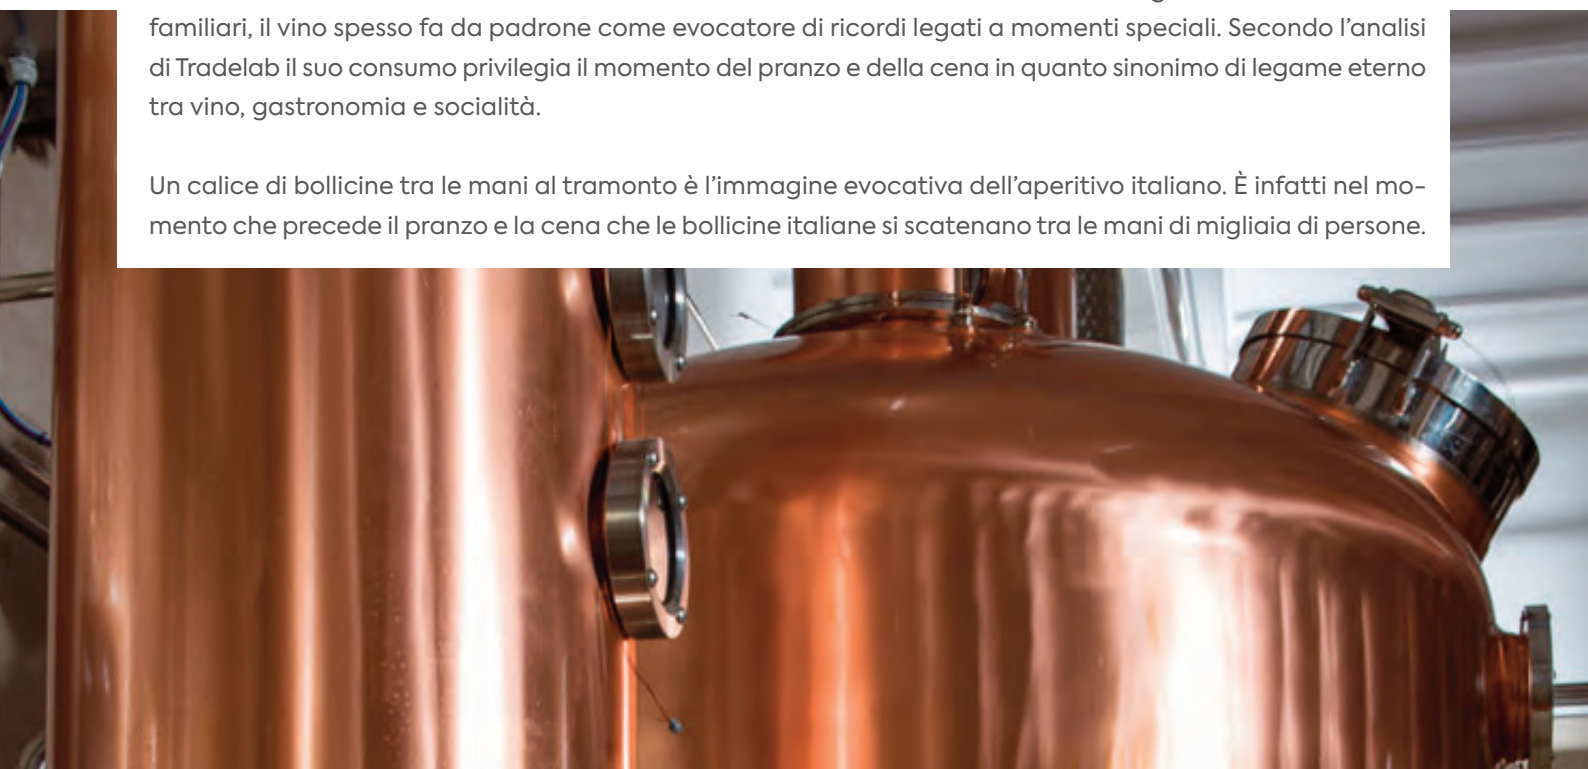 familiari, il vino spesso fa da padrone come evocatore di ricordi legati a momenti speciali. Secondo l’analisi
di Tradelab il suo consumo privilegia il momento del pranzo e della cena in quanto sinonimo di legame eterno
tra vino, gastronomia e socialità.
Un calice di bollicine tra le mani al tramonto è l’immagine evocativa dell’aperitivo italiano. È infatti nel mo-
mento che precede il pranzo e la cena che le bollicine italiane si scatenano tra le mani di migliaia di persone.